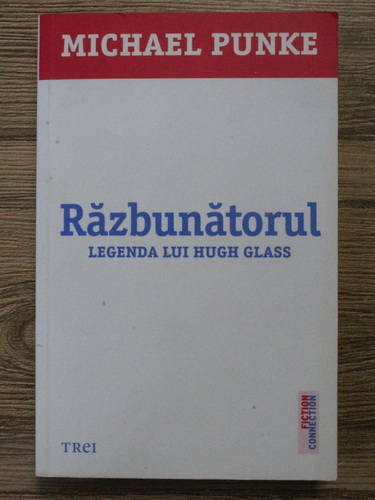 MICHAEL PUNKE
Răzbunătorul
LEGENDA LUI HUGH GLASS
FICTION
CONNECTION
TREI